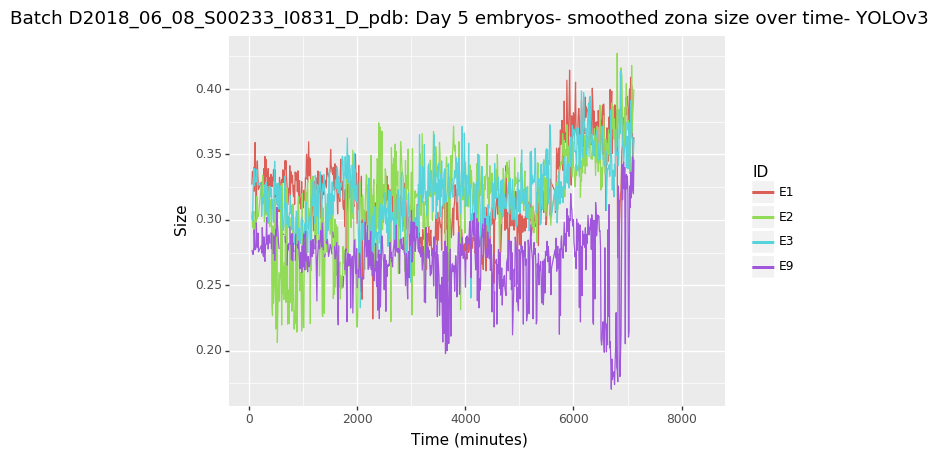 Batch D2018_06_08_S00233_I0831_D_pdb: Day 5 embryos- smoothed zona size over time- YOLOv3
0.40
0.35
0.30
0.25
0.20
Size
0
2000
4000
6000
8000
Time (minutes)
ID
E1
E2
E3
E9